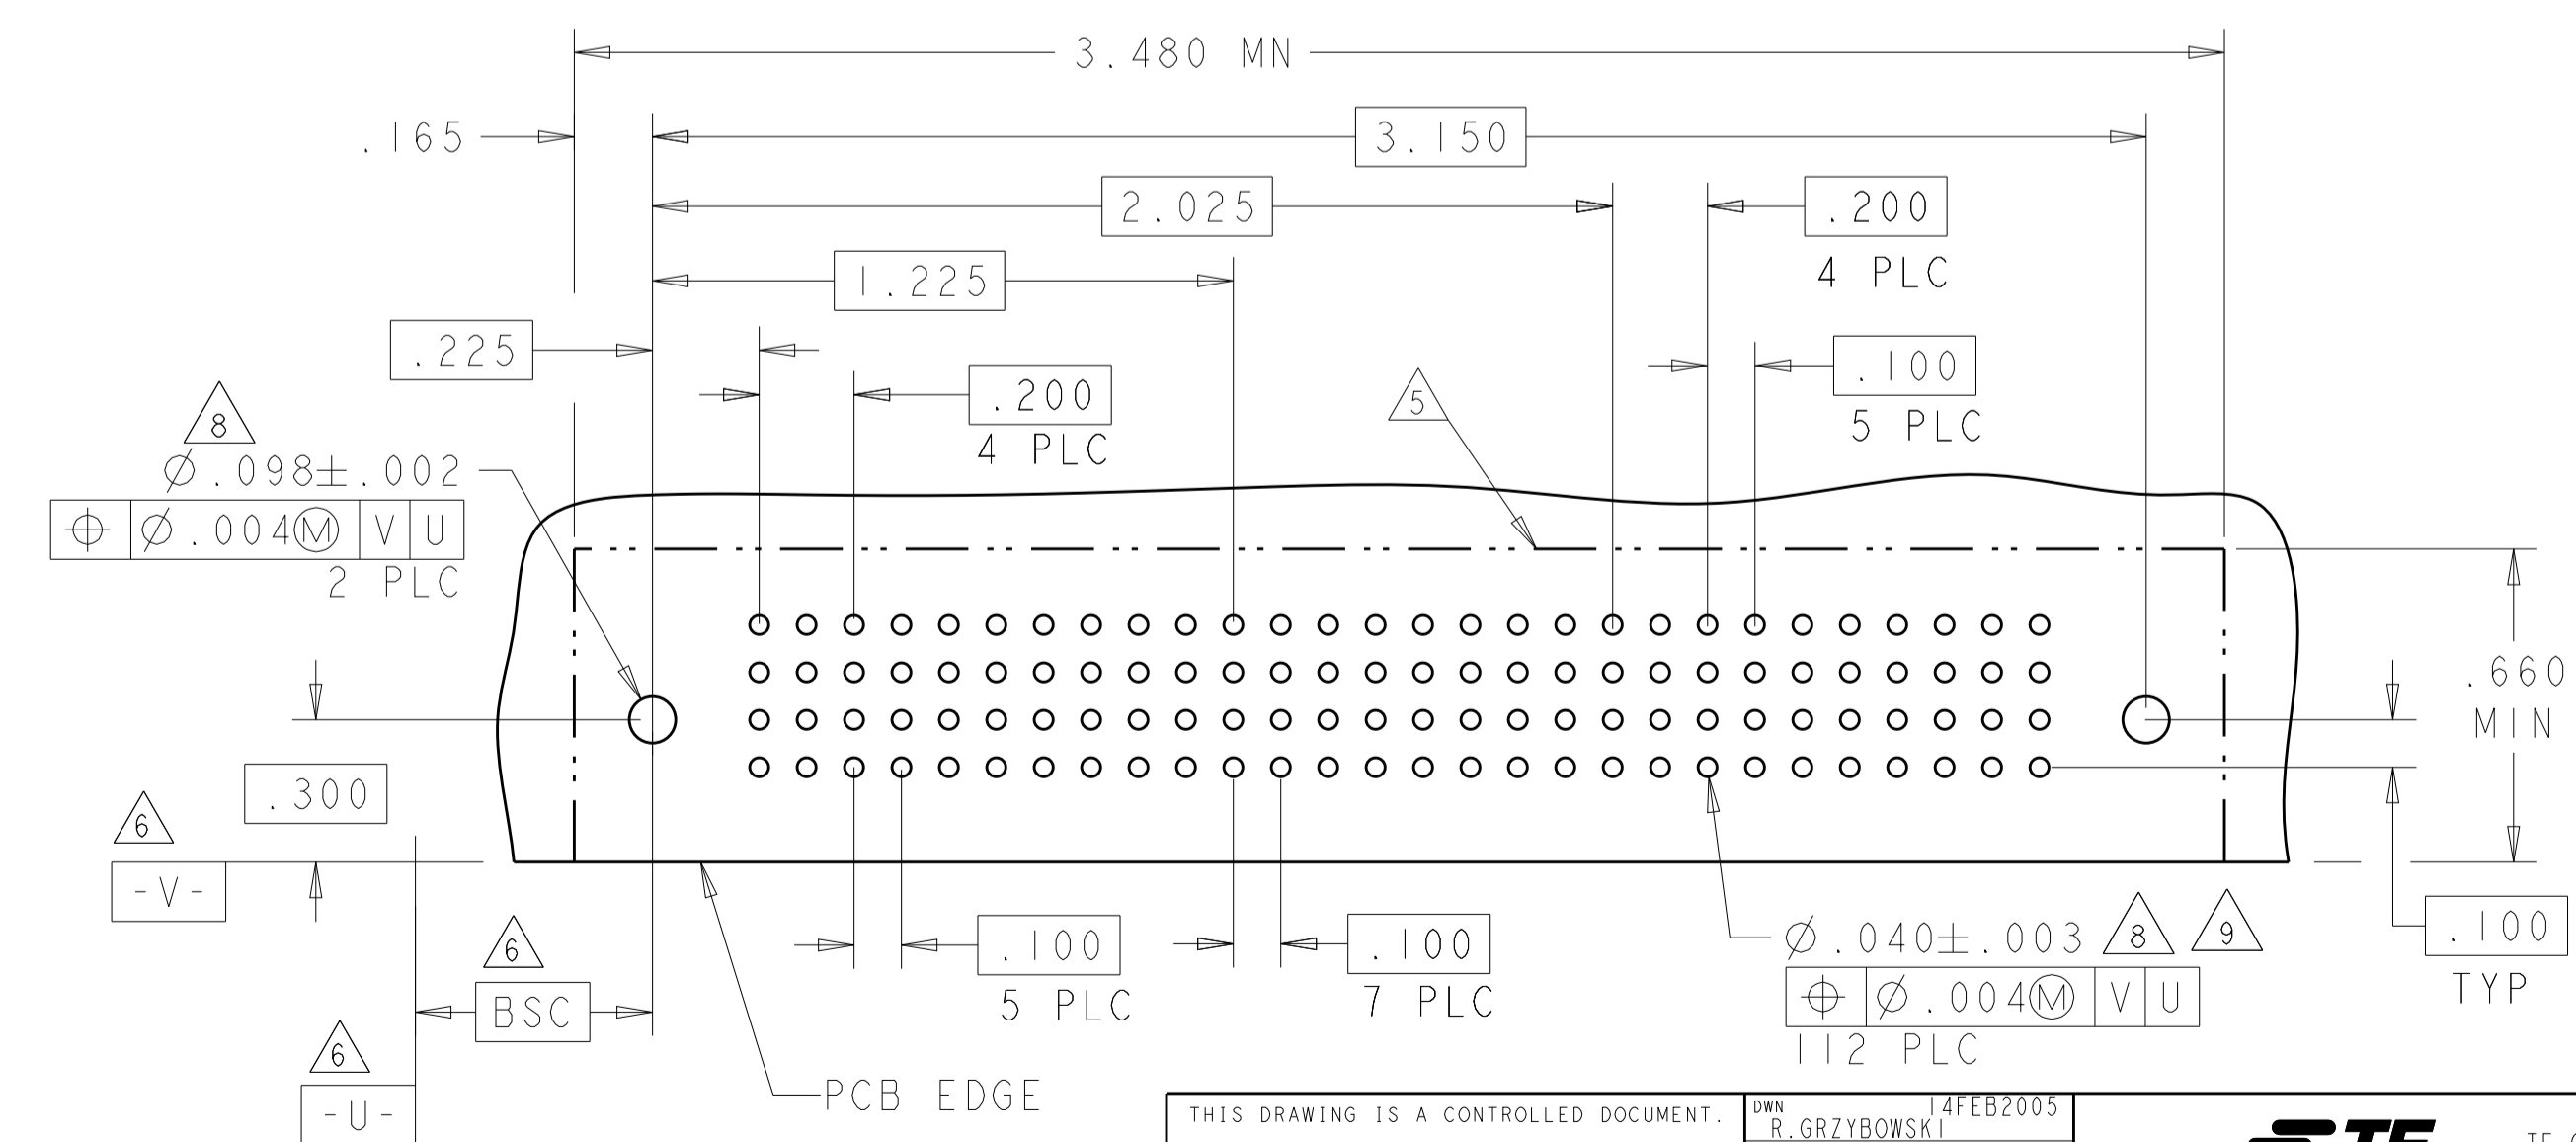 3.480 MN
.165
3.150
2.025
.200
4 PLC
1.225
.225
.200
4 PLC
.100
5 PLC
5
8
Ø.098±.002
⌖ Ø.004Ⓜ V U
2 PLC
.660
MIN
.300
6
-V-
6
BSC
6
-U-
.100
5 PLC
.100
7 PLC
Ø.040±.003 8 9
⌖ Ø.004Ⓜ V U
112 PLC
.100
TYP
PCB EDGE
THIS DRAWING IS A CONTROLLED DOCUMENT.
DWN 14FEB2005
R.GRZYBOWSKI
TE